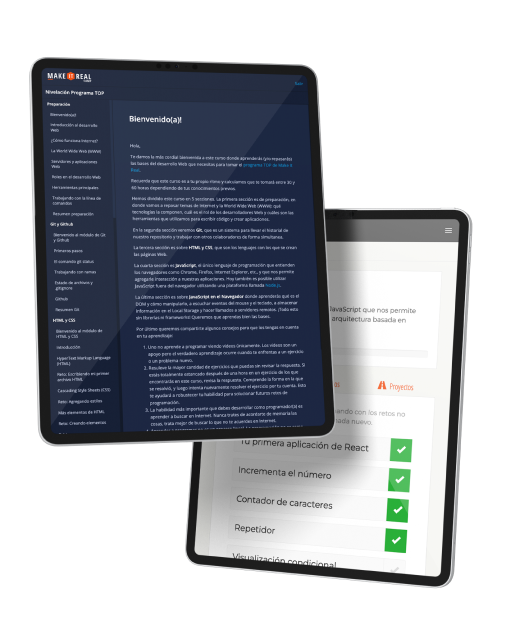 MAKE IT REAL
CAMP
Nivelación Programa TOP
Preparación
Bienvenido(a)!
Introducción al desarrollo
Web
¿Cómo funciona Internet?
La World Wide Web (WWW)
Servidores y aplicaciones
Web
Roles en el desarrollo Web
Herramientas principales
Trabajando con la línea de
comandos
Resumen preparación
Git y Github
Bienvenida al módulo de Git
y Github
Primeros pasos
El comando git status
Trabajando con ramas
Estado de archivos y
gitignore
Github
Resumen Git
HTML y CSS
Bienvenida al módulo de
HTML y CSS
Introducción
HyperText Markup Language
(HTML)
Reto: Escribiendo mi primer
archivo HTML
Cascading Style Sheets (CSS)
Reto: Agregando estilos
Más elementos de HTML
Reto: Creando elementos
Bienvenido(a)!
Hola,
Te damos la más cordial bienvenida a este curso donde aprenderás (y/o repasarás)
las bases del desarrollo Web que necesitas para tomar el programa TOP de Make it
Real.
Recuerda que este curso es a tu propio ritmo y calculamos que te tomará entre 30 y
60 horas dependiendo de tus conocimientos previos.
Hemos dividido este curso en 5 secciones. La primera sección es de preparación, en
donde vamos a repasar temas de Internet y la World Wide Web (WWW): qué
tecnologías la componen, cuál es el rol de los desarrolladores Web y cuáles son las
herramientas que utilizamos para escribir código y crear aplicaciones.
En la segunda sección veremos Git, que es un sistema para llevar el historial de
nuestros repositorios y trabajar con otros colaboradores de forma simultánea.
La tercera sección es sobre HTML y CSS, que son los lenguajes con los que se crean
las páginas Web.
La cuarta sección es JavaScript, el único lenguaje de programación que entienden
los navegadores como Chrome, Firefox, Internet Explorer, etc., y que nos permite
agregarle interacción a nuestras aplicaciones. Hoy también es posible utilizar
JavaScript fuera del navegador utilizando una plataforma llamada Node.js.
La última sección es sobre JavaScript en el Navegador donde aprenderás qué es el
DOM y cómo manipularlo, a escuchar eventos del mouse y el teclado, a almacenar
información en el Local Storage y hacer llamados a servidores remotos. ¡Todo esto
sin librerías ni frameworks! Queremos que aprendas bien las bases.
Por último queremos compartirte algunos consejos para que los tengas en cuenta
en tu aprendizaje:
1. Uno no aprende a programar viendo videos únicamente. Los videos son un
apoyo pero el verdadero aprendizaje ocurre cuando te enfrentas a un ejercicio
o un problema nuevo.
2. Resuelve la mayor cantidad de ejercicios que puedas sin revisar la respuesta. Si
estás totalmente estancado después de una hora en un ejercicio de los que
encontrarás en este curso, revisa la respuesta. Comprende la forma en la que
se resolvió, y luego intenta nuevamente resolver el ejercicio por tu cuenta. Esto
te ayudará a robustecer tu habilidad para solucionar futuros retos de
programación.
3. La habilidad más importante que debes desarrollar como programador(a) es
aprender a buscar en Internet. Nunca trates de acordarte de memoria las
cosas, trata mejor de buscar lo que no te acuerdas en Internet.
JavaScript que nos permite
arquitectura basada en
Proyectos
ando con los retos no
rada nuevo.
Tu primera aplicación de React
Incrementa el número
Contador de caracteres
Repetidor
Visualización condicional